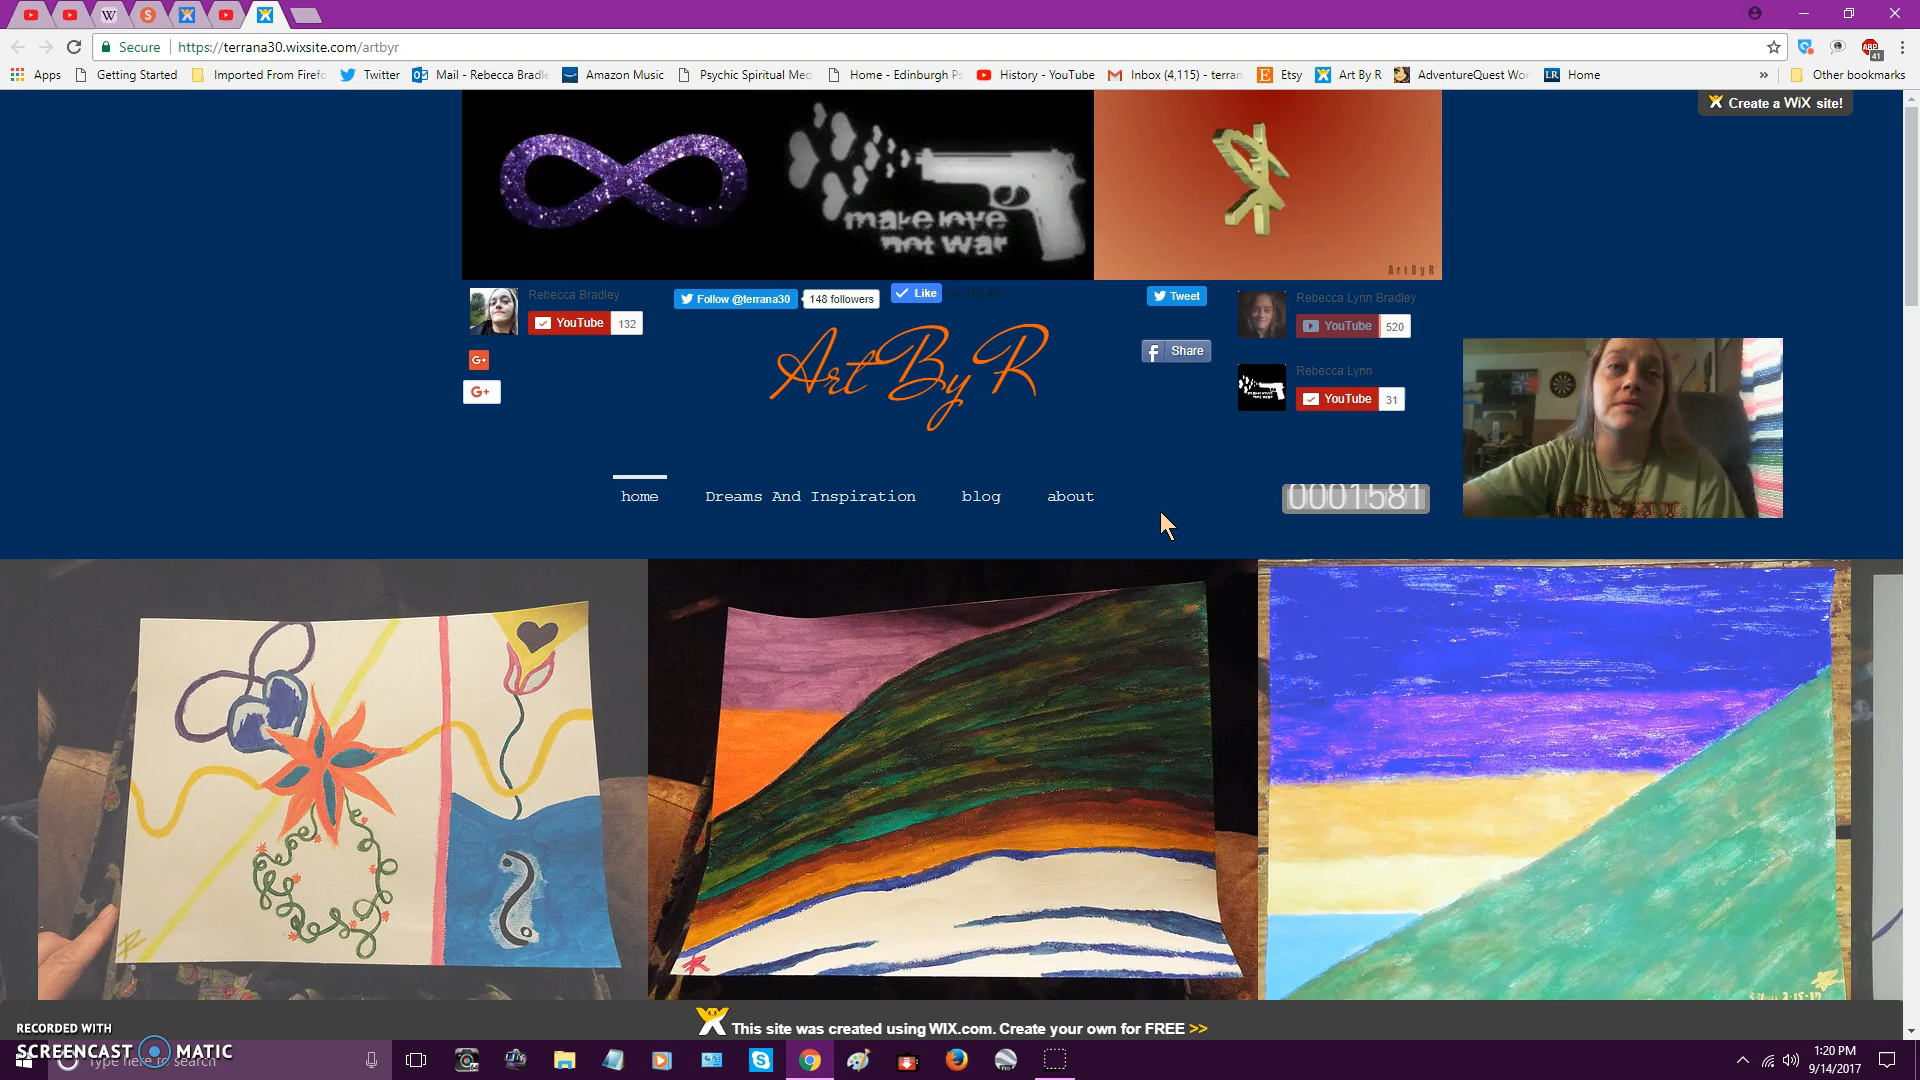 Secure
https://terrana30.wixsite.com/artbyr
Apps
Getting Started
Imported From Firefo
Twitter
Mail - Rebecca Bradle
Amazon Music
Psychic Spiritual Med
Home - Edinburgh Ps
History - YouTube
Inbox (4,115) - terran
Etsy
Art By R
AdventureQuest Wor
Home
»
Other bookmarks
Create a WiX site!
make love
not war
ArtByR
Rebecca Bradley
YouTube 132
Follow @terrana30
148 followers
Like
Tweet
Share
Rebecca Lynn Bradley
YouTube 520
Rebecca Lynn
YouTube 31
G+
G+
Art By R
home
Dreams And Inspiration
blog
about
0001581
This site was created using WIX.com. Create your own for FREE >>
RECORDED WITH
SCREENCAST MATIC
Type here to search
1:20 PM
9/14/2017